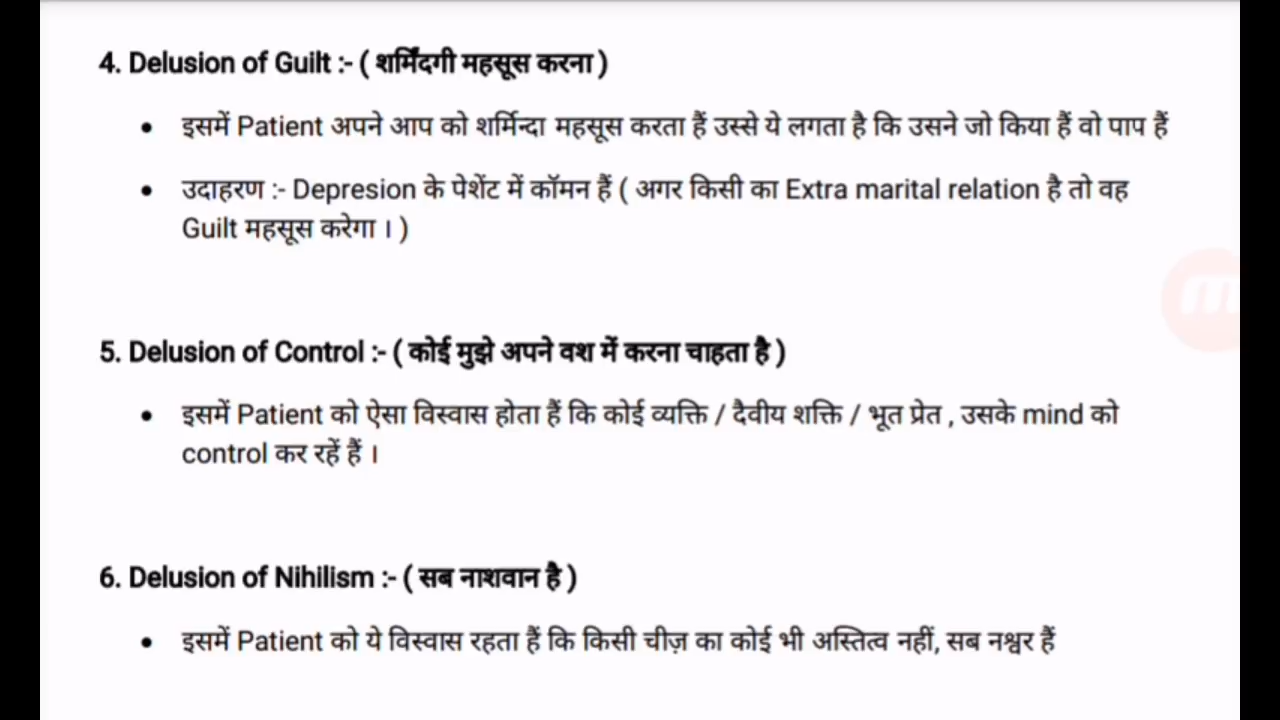 4. Delusion of Guilt :- ( शर्मिंदगी महसूस करना )
• इसमें Patient अपने आप को शर्मिन्दा महसूस करता हैं उस्से ये लगता है कि उसने जो किया हैं वो पाप हैं
• उदाहरण :- Depresion के पेशेंट में कॉमन हैं ( अगर किसी का Extra marital relation है तो वह
Guilt महसूस करेगा । )
5. Delusion of Control :- ( कोई मुझे अपने वश में करना चाहता है )
• इसमें Patient को ऐसा विस्वास होता हैं कि कोई व्यक्ति / दैवीय शक्ति / भूत प्रेत , उसके mind को
control कर रहें हैं ।
6. Delusion of Nihilism :- ( सब नाशवान है )
• इसमें Patient को ये विस्वास रहता हैं कि किसी चीज़ का कोई भी अस्तित्व नहीं, सब नश्वर हैं